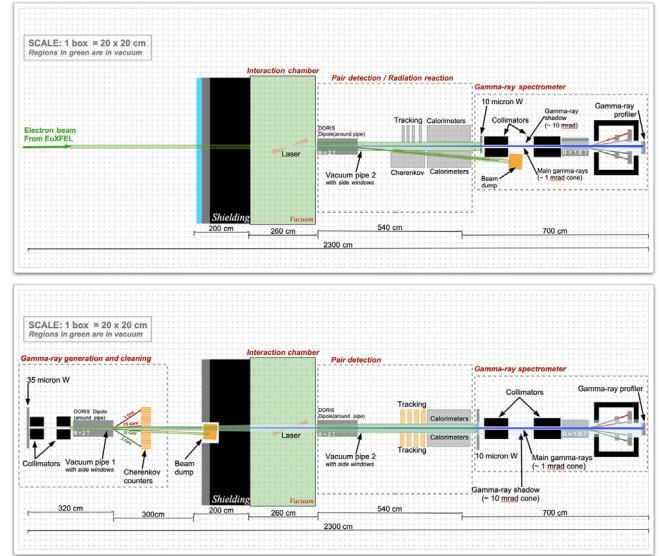 SCALE: 1 box = 20 x 20 cm
Regions in green are in vacuum
Interaction chamber
Pair detection / Radiation reaction
Gamma-ray spectrometer
10 micron W
Collimators
Gamma-ray
shadow
(~ 10 mrad)
Gamma-ray
profiler
Electron beam
From EuXFEL
DORIS
Dipole(around pipe)
Tracking
Calorimeters
Laser
Vacuum pipe 2
with side windows
Cherenkov
Calorimeters
Beam
dump
Main gamma-rays
(~ 1 mrad cone)
Shielding
Vacuum
200 cm
260 cm
540 cm
700 cm
2300 cm
SCALE: 1 box = 20 x 20 cm
Regions in green are in vacuum
Interaction chamber
Gamma-ray generation and cleaning
Pair detection
Gamma-ray spectrometer
35 micron W
Collimators
Gamma-ray profiler
DORIS Dipole
(around pipe)
DORIS Dipole
(around pipe)
Tracking
Calorimeters
Laser
Calorimeters
Collimators
Vacuum pipe 1
with side windows
Cherenkov
counters
Beam
dump
Vacuum pipe 2
with side windows
Tracking
10 micron W
Main gamma-rays
(~ 1 mrad cone)
Gamma-ray shadow
(~ 10 mrad cone)
Shielding
Vacuum
320 cm
300cm
200 cm
260 cm
540 cm
700 cm
2300 cm